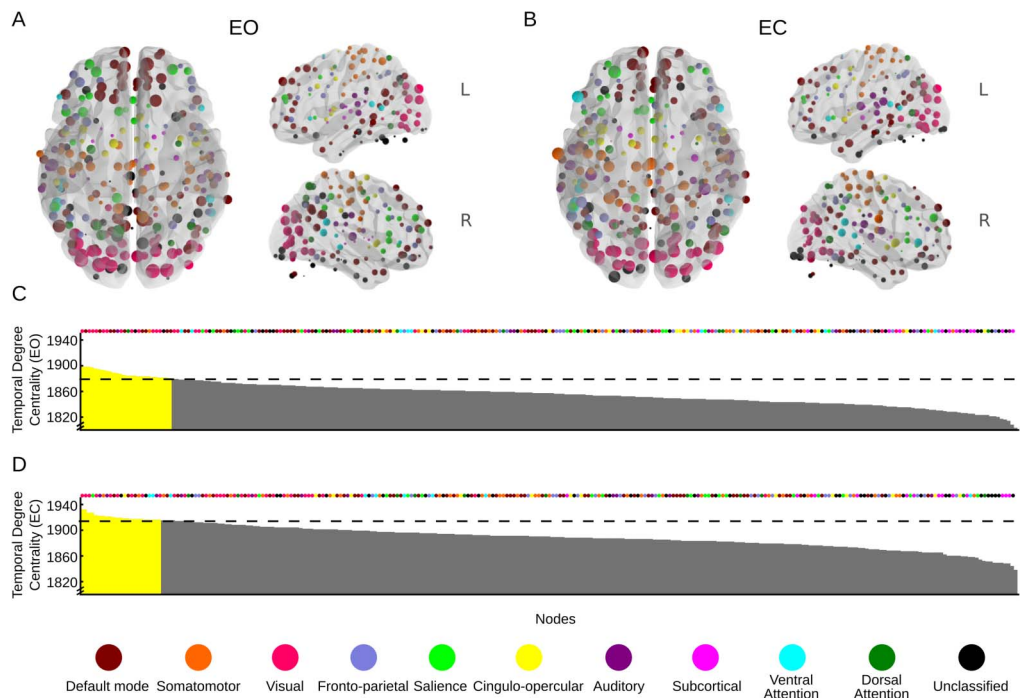 A
EO
L
R
B
EC
L
R
C
Temporal Degree
Centrality (EO)
1940
1900
1860
1820
D
Temporal Degree
Centrality (EC)
1940
1900
1860
1820
Nodes
Default mode
Somatomotor
Visual
Fronto-parietal
Salience
Cingulo-opercular
Auditory
Subcortical
Ventral
Attention
Dorsal
Attention
Unclassified